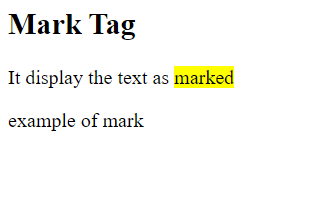 Mark Tag
It display the text as marked
example of mark